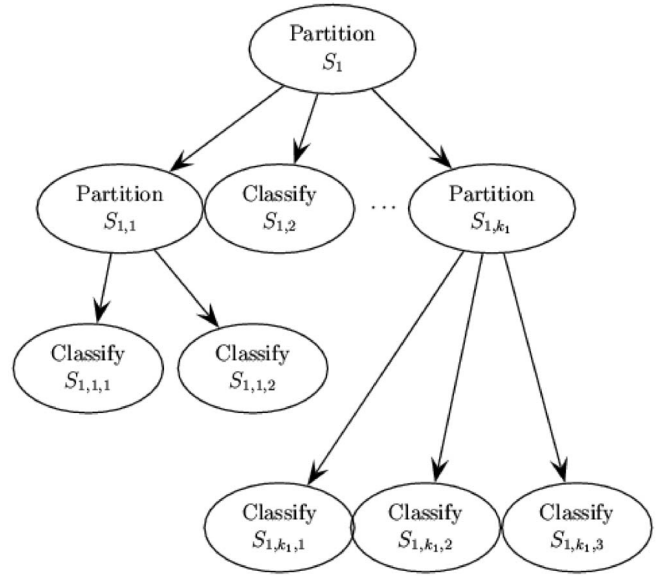 Partition
S₁
Partition
S₁,₁
Classify
S₁,₂
...
Partition
S₁,ₖ₁
Classify
S₁,₁,₁
Classify
S₁,₁,₂
Classify
S₁,ₖ₁,₁
Classify
S₁,ₖ₁,₂
Classify
S₁,ₖ₁,₃